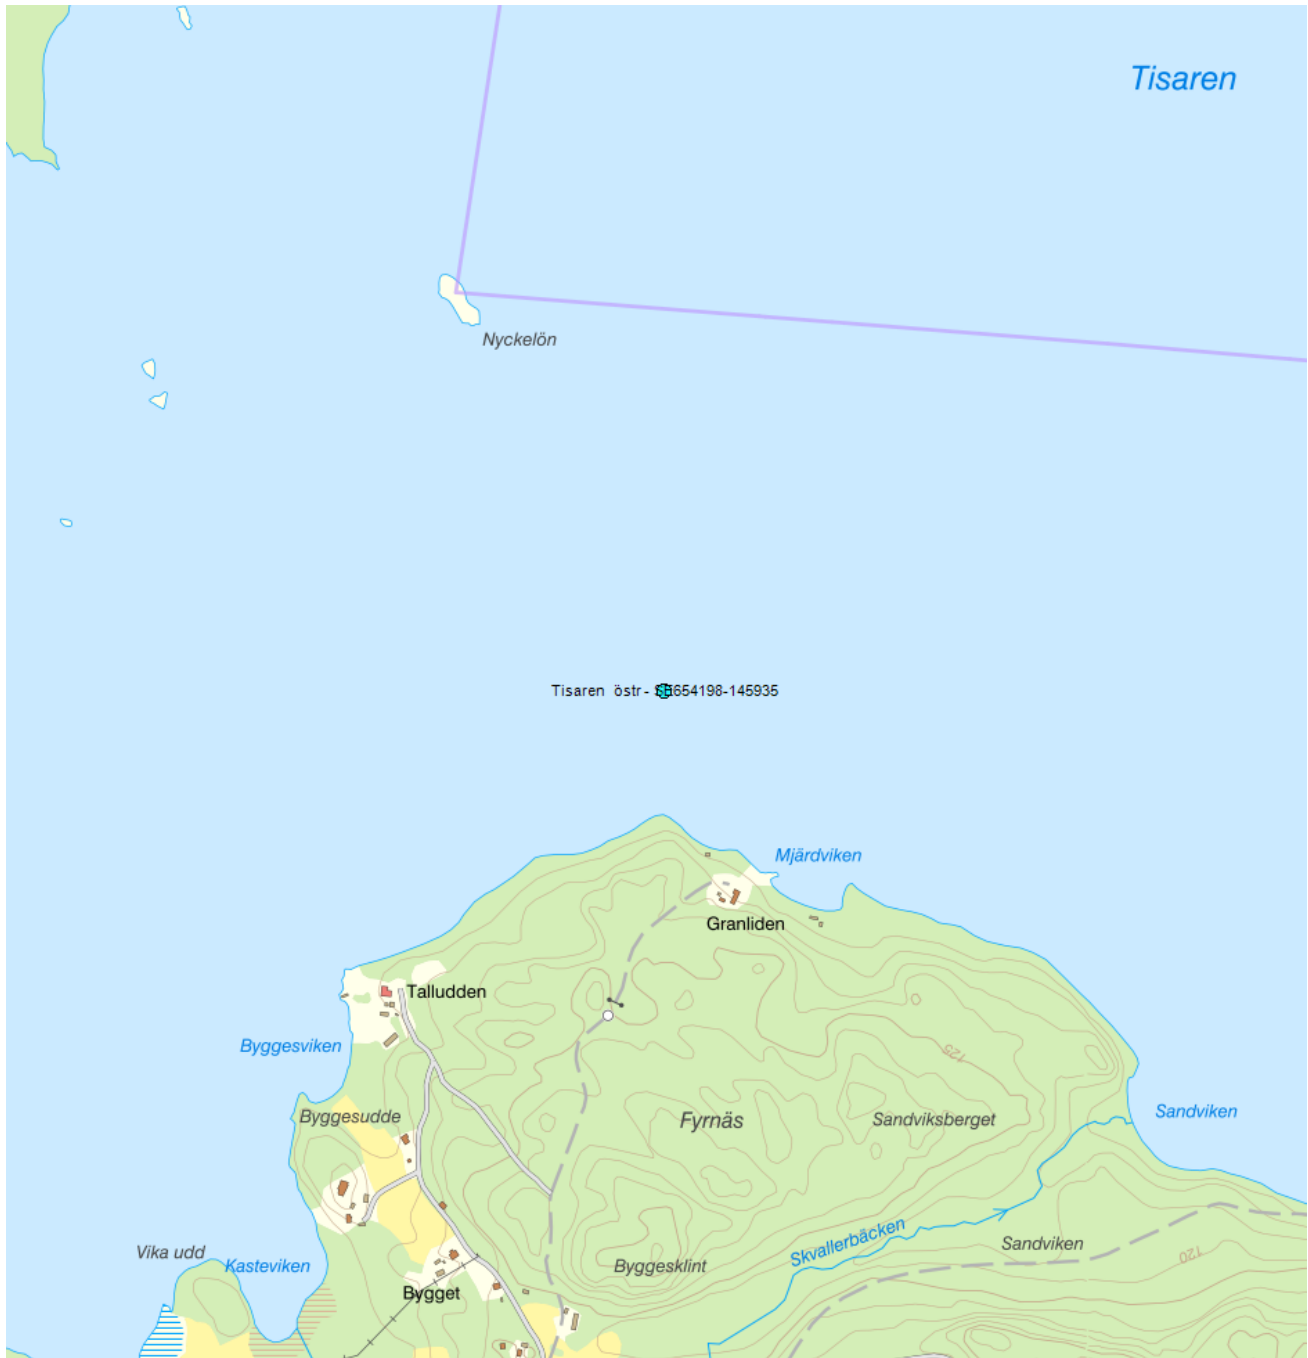 Tisaren
Nyckelön
Tisaren östr - SE654198-145935
Mjärdviken
Granliden
Talludden
Byggesviken
125
Byggesudde
Fyrnäs
Sandviksberget
Sandviken
Skvallerbäcken
Sandviken
Vika udd
Kasteviken
Byggesklint
120
Bygget